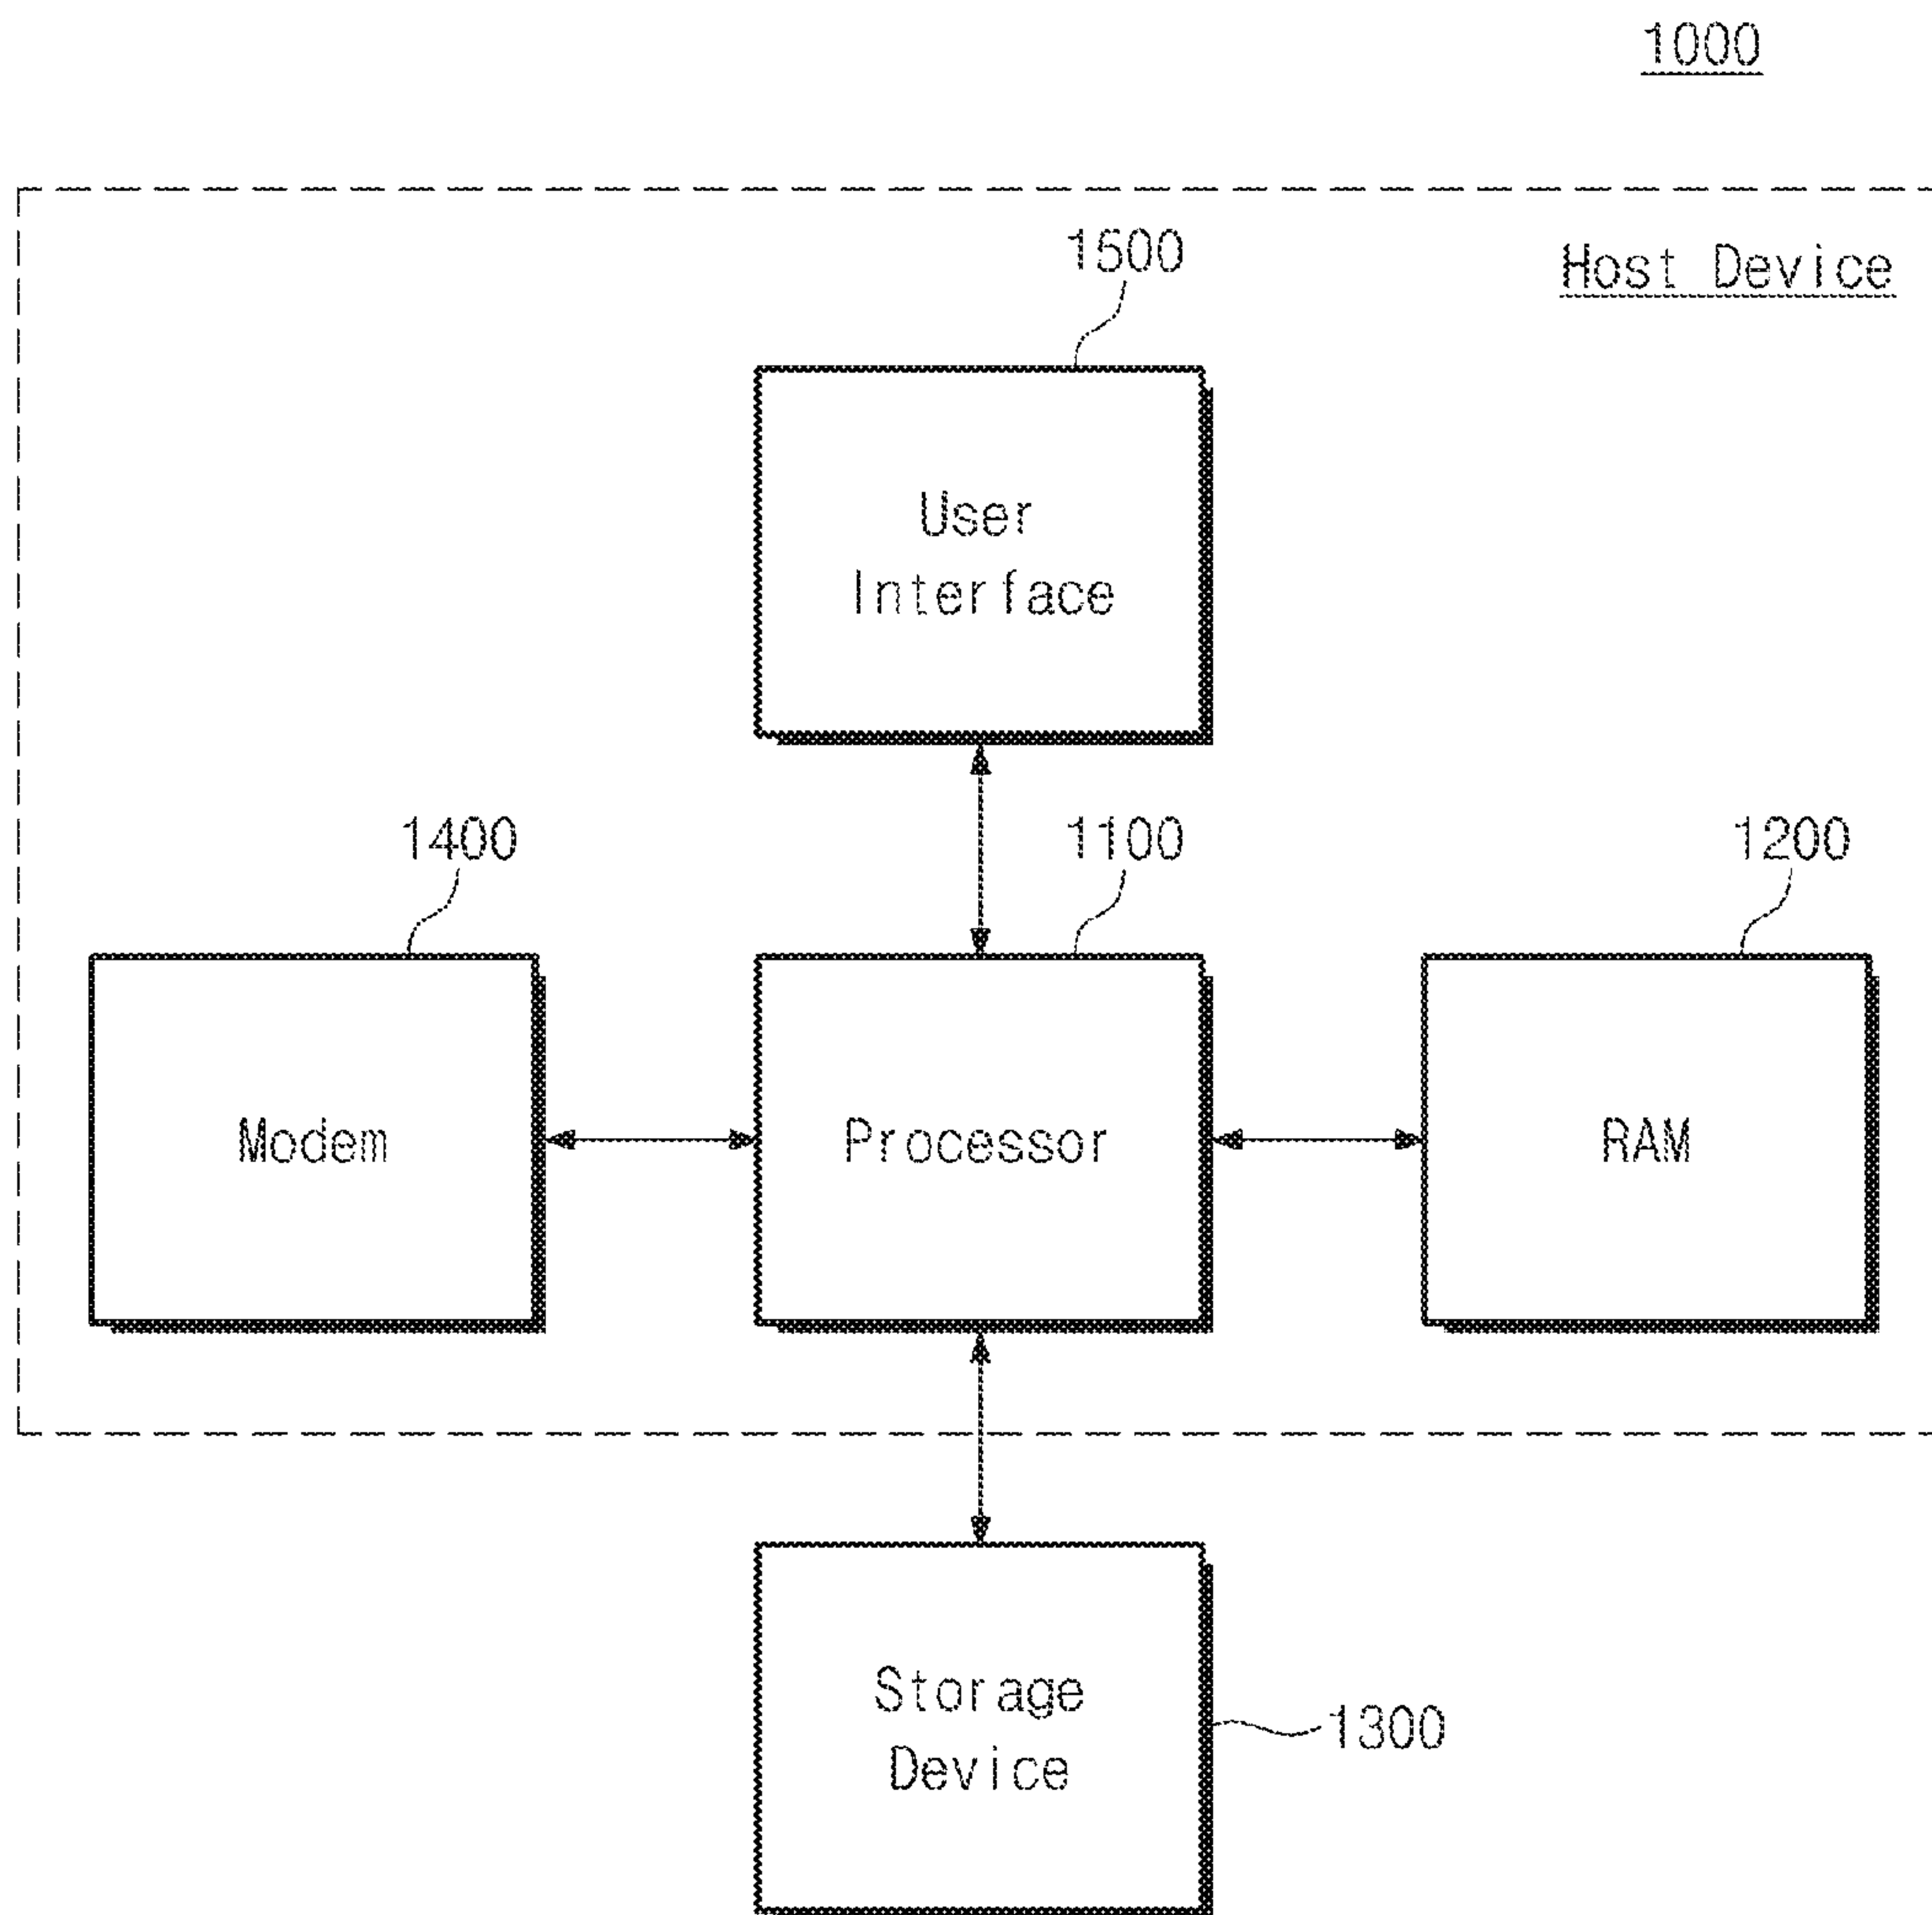 1000
Host Device
1500
User
Interface
1400
1100
1200
Modem
Processor
RAM
Storage
Device
1300